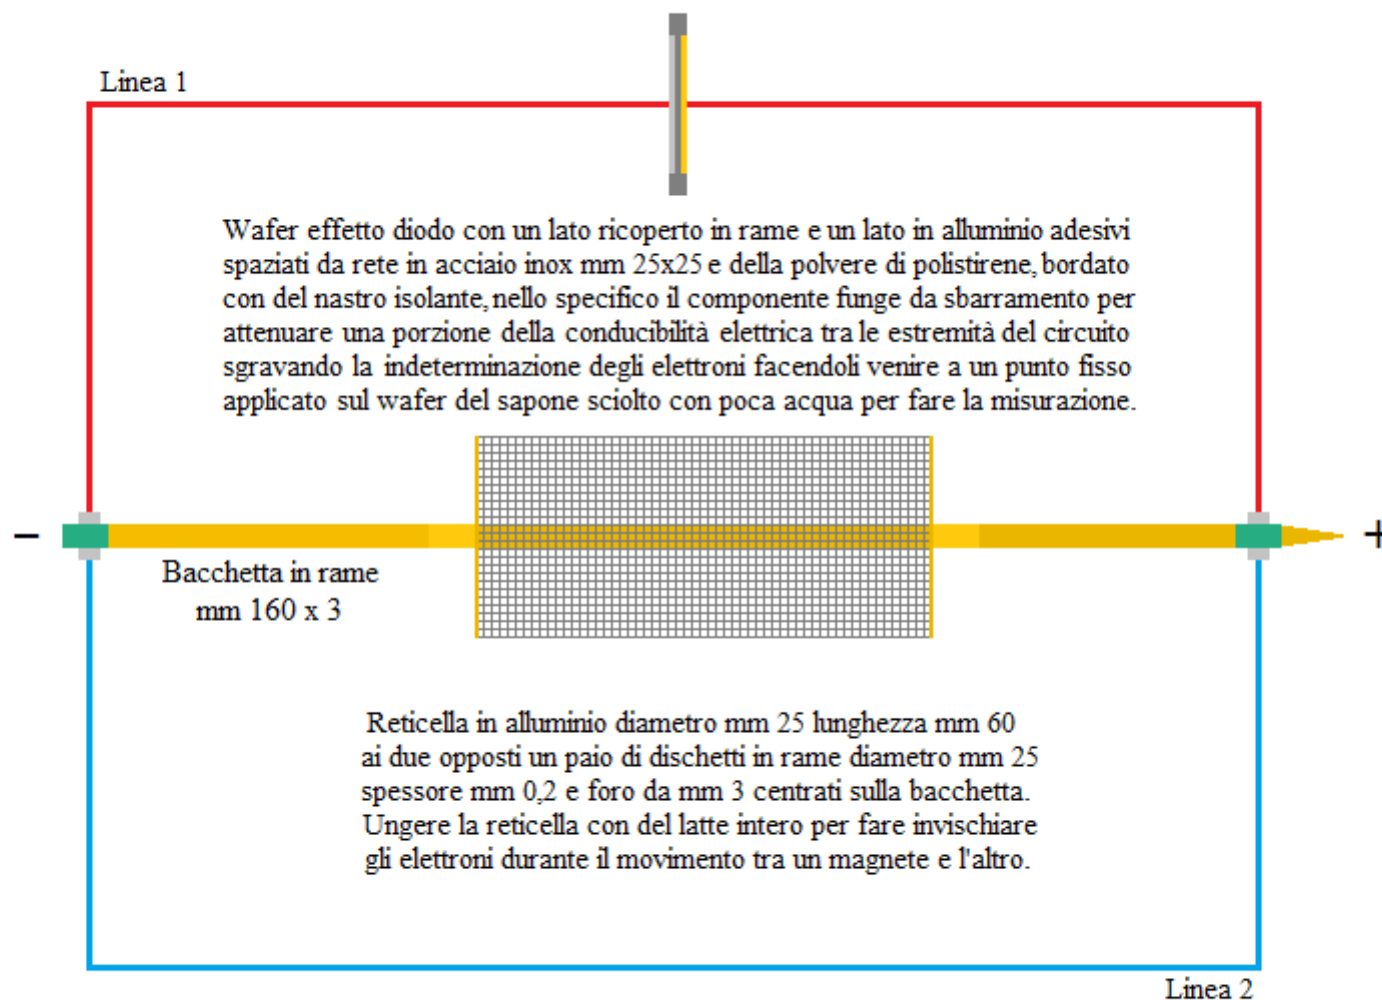 Linea 1
Wafer effetto diodo con un lato ricoperto in rame e un lato in alluminio adesivi
spaziati da rete in acciaio inox mm 25x25 e della polvere di polistirene, bordato
con del nastro isolante, nello specifico il componente funge da sbarramento per
attenuare una porzione della conducibilità elettrica tra le estremità del circuito
sgravando la indeterminazione degli elettroni facendoli venire a un punto fisso
applicato sul wafer del sapone sciolto con poca acqua per fare la misurazione.
– +
Bacchetta in rame
mm 160 x 3
Reticella in alluminio diametro mm 25 lunghezza mm 60
ai due opposti un paio di dischetti in rame diametro mm 25
spessore mm 0,2 e foro da mm 3 centrati sulla bacchetta.
Ungere la reticella con del latte intero per fare invischiare
gli elettroni durante il movimento tra un magnete e l'altro.
Linea 2